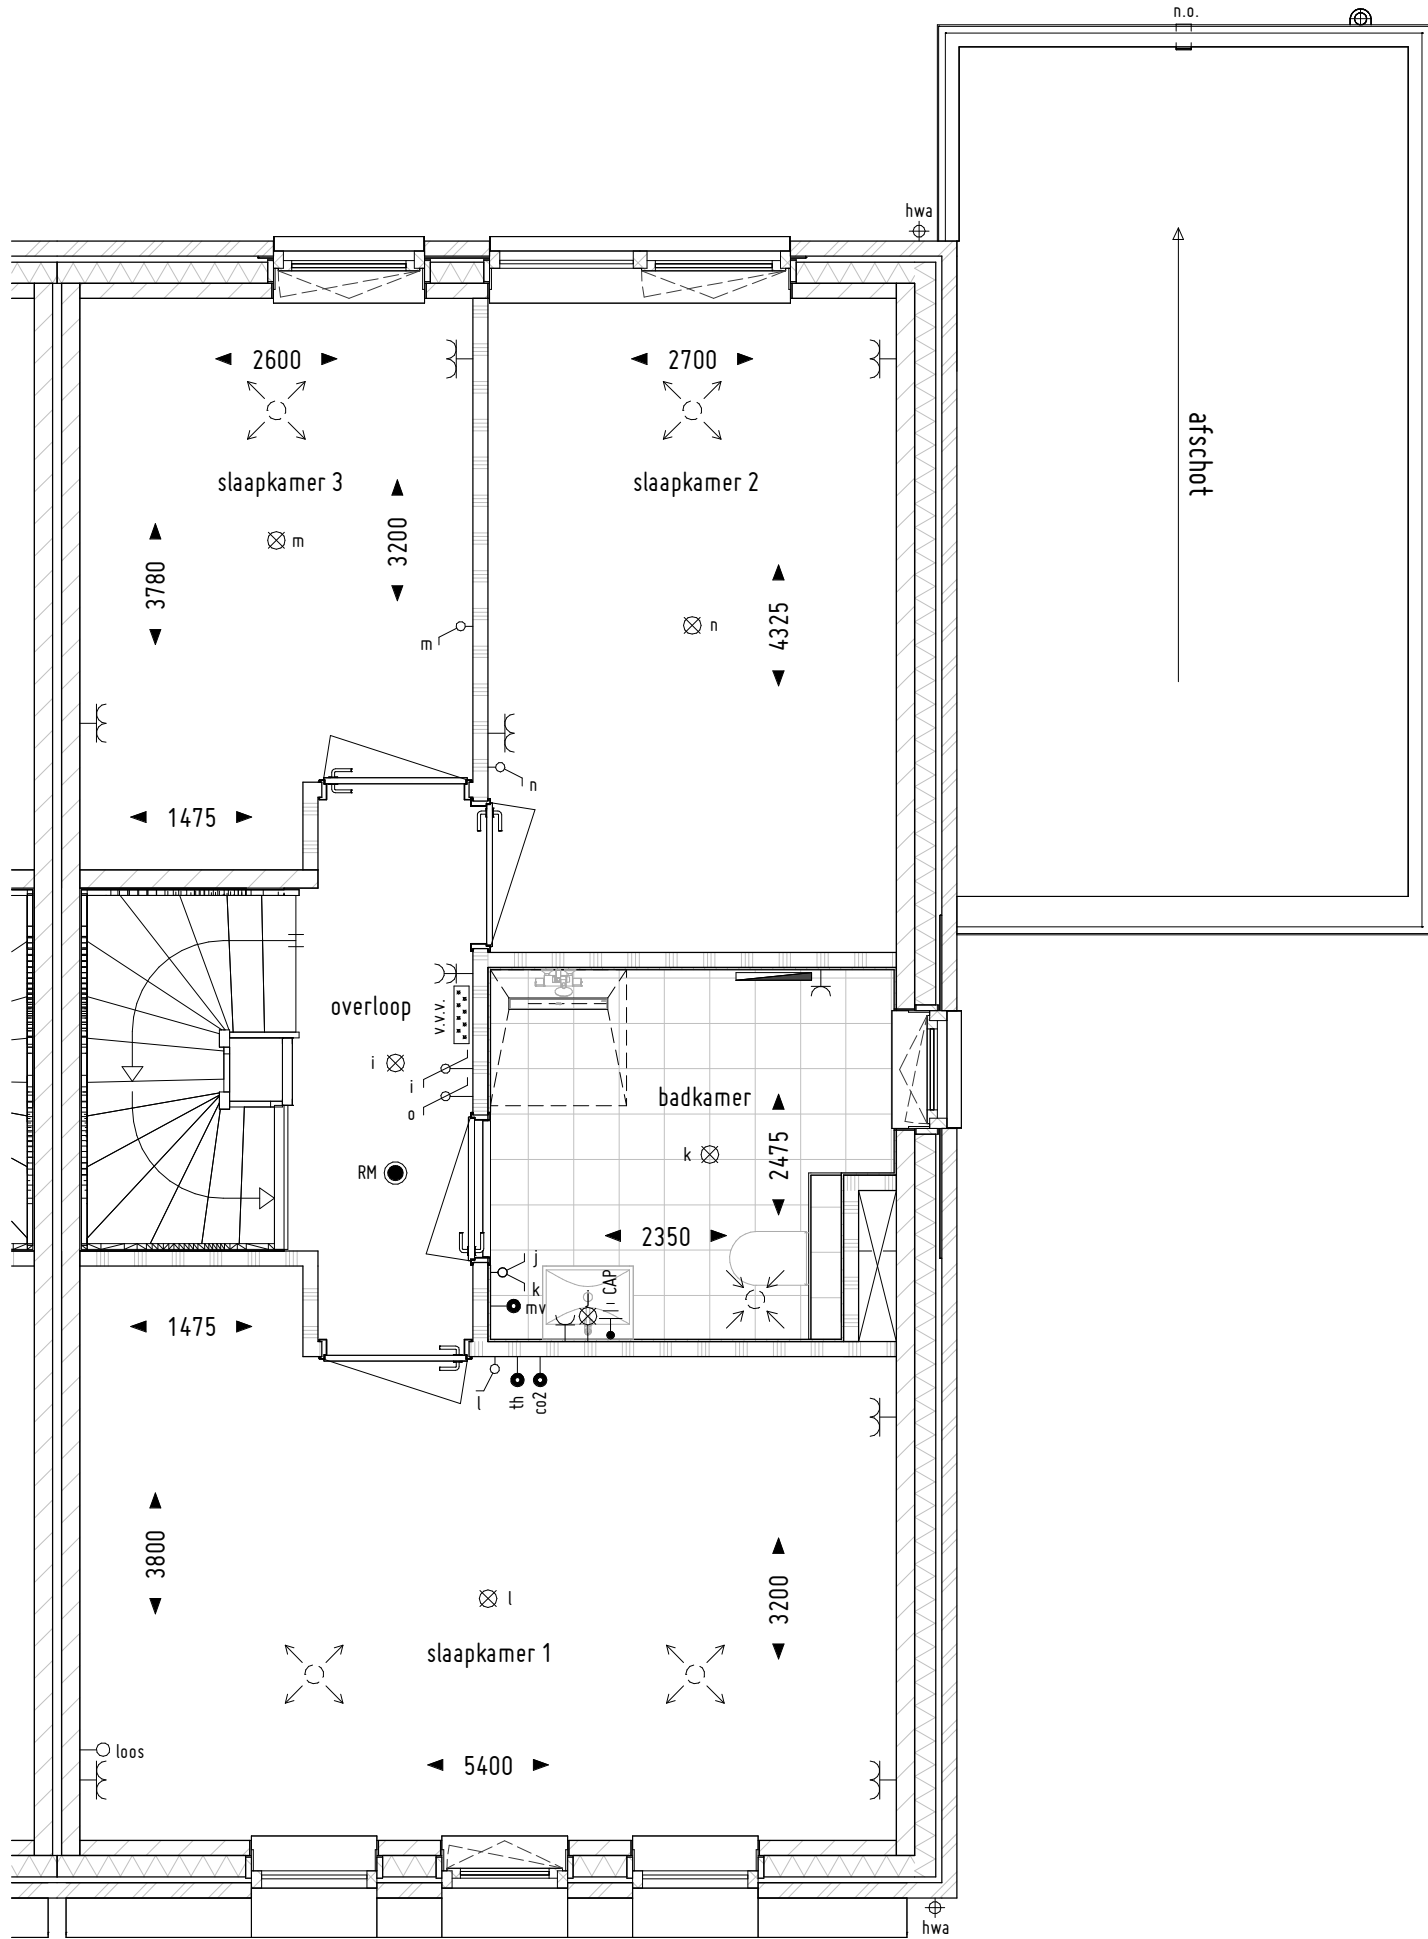 n.o.
hwa
afschot
2600
2700
slaapkamer 3
slaapkamer 2
3200
3780
m
n
4325
m
n
1475
overloop
v.v.v.
i
i
o
badkamer
k
2475
RM
2350
j
k
mv
j
CAP
1475
l
th
co2
3800
3200
l
slaapkamer 1
loos
5400
hwa